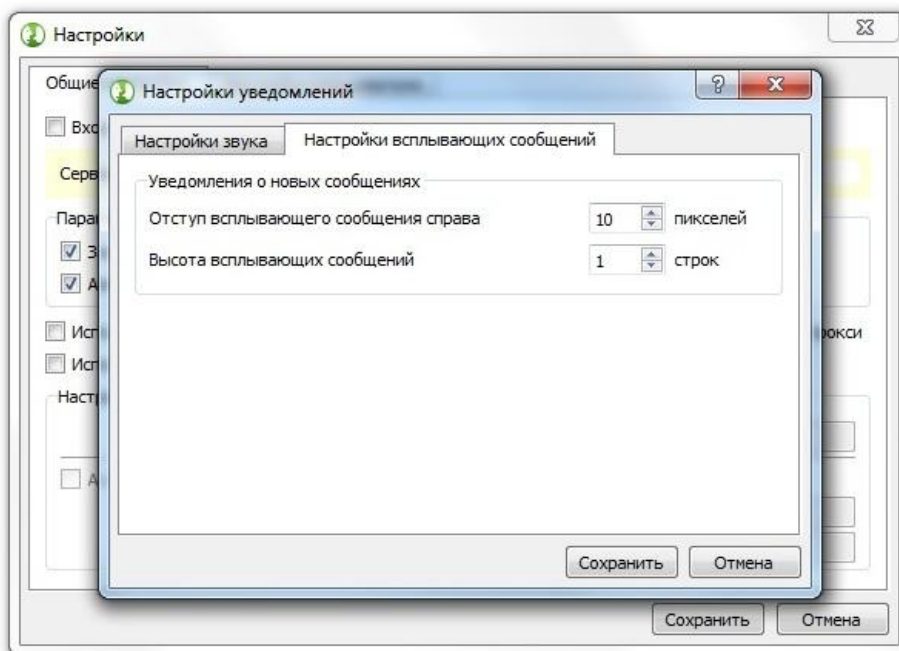 Настройки
Общие
Настройки уведомлений
Настройки звука
Настройки всплывающих сообщений
Уведомления о новых сообщениях
Отступ всплывающего сообщения справа 10 пикселей
Высота всплывающих сообщений 1 строк
Сохранить Отмена
Сохранить Отмена